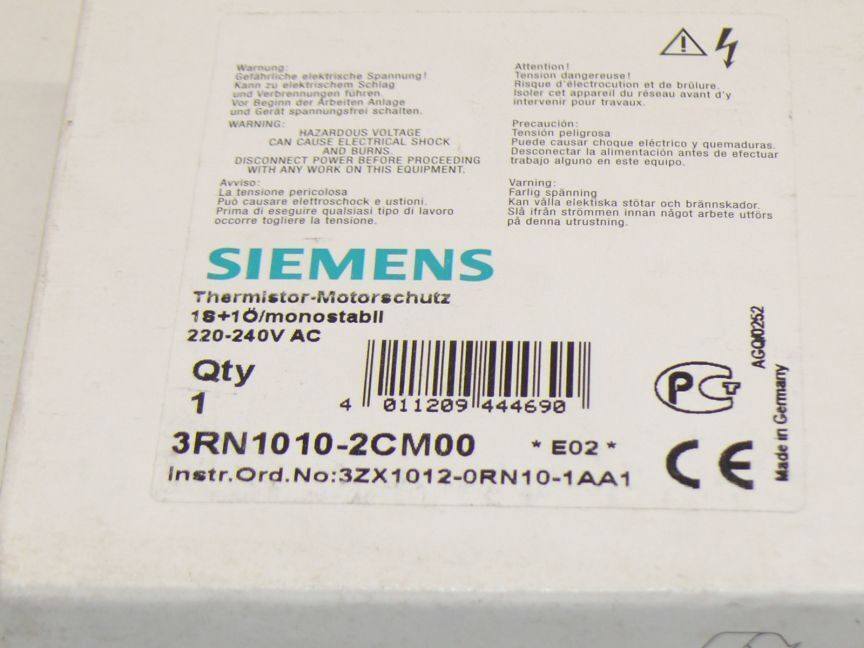 Warnung:
Gefährliche elektrische Spannung!
Kann zu elektrischem Schlag
und Verbrennungen führen.
Vor Beginn der Arbeiten Anlage
und Gerät spannungsfrei schalten.
WARNING:
HAZARDOUS VOLTAGE
CAN CAUSE ELECTRICAL SHOCK
AND BURNS.
DISCONNECT POWER BEFORE PROCEEDING
WITH ANY WORK ON THIS EQUIPMENT.
Avviso:
La tensione pericolosa
Può causare elettroschock e ustioni.
Prima di eseguire qualsiasi tipo di lavoro
occorre togliere la tensione.
Attention!
Tension dangereuse!
Risque d'électrocution et de brûlure.
Isoler cet appareil du réseau avant d'y
intervenir pour travaux.
Precaución:
Tensión peligrosa
Puede causar choque eléctrico y quemaduras.
Desconectar la alimentación antes de efectuar
trabajo alguno en este equipo.
Varning:
Farlig spänning
Kan vålla elektiska stötar och brännskador.
Slå ifrån strömmen innan något arbete utförs
på denna utrustning.
SIEMENS
Thermistor-Motorschutz
1S+1Ö/monostabil
220-240V AC
Qty
1
4 011209 444690
3RN1010-2CM00 * E02 *
Instr.Ord.No:3ZX1012-0RN10-1AA1
PCT
CE
AGQI0252
Made in Germany